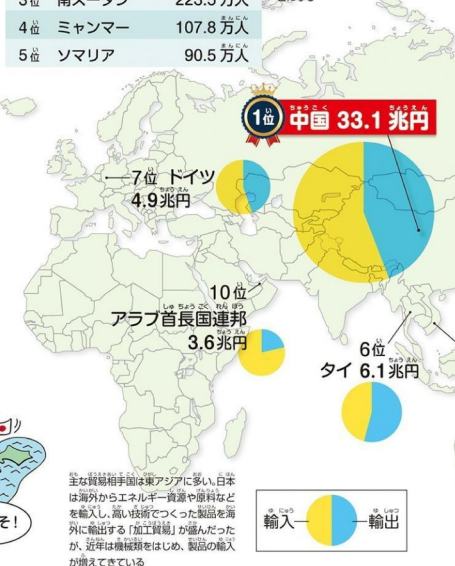 3位 南スーダン 223.5万人
4位 ミャンマー 107.8万人
5位 ソマリア 90.5万人
1位 中国 33.1兆円
7位 ドイツ
4.9兆円
10位
アラブ首長国連邦
3.6兆円
6位
タイ 6.1兆円
主な貿易相手国は東アジアに多い。日本
は海外からエネルギー資源や原料など
を輸入し、高い技術でつくった製品を海
外に輸出する「加工貿易」が盛んだった
が、近年は機械類をはじめ、製品の輸入
が増えてきている
そ!
輸入 輸出